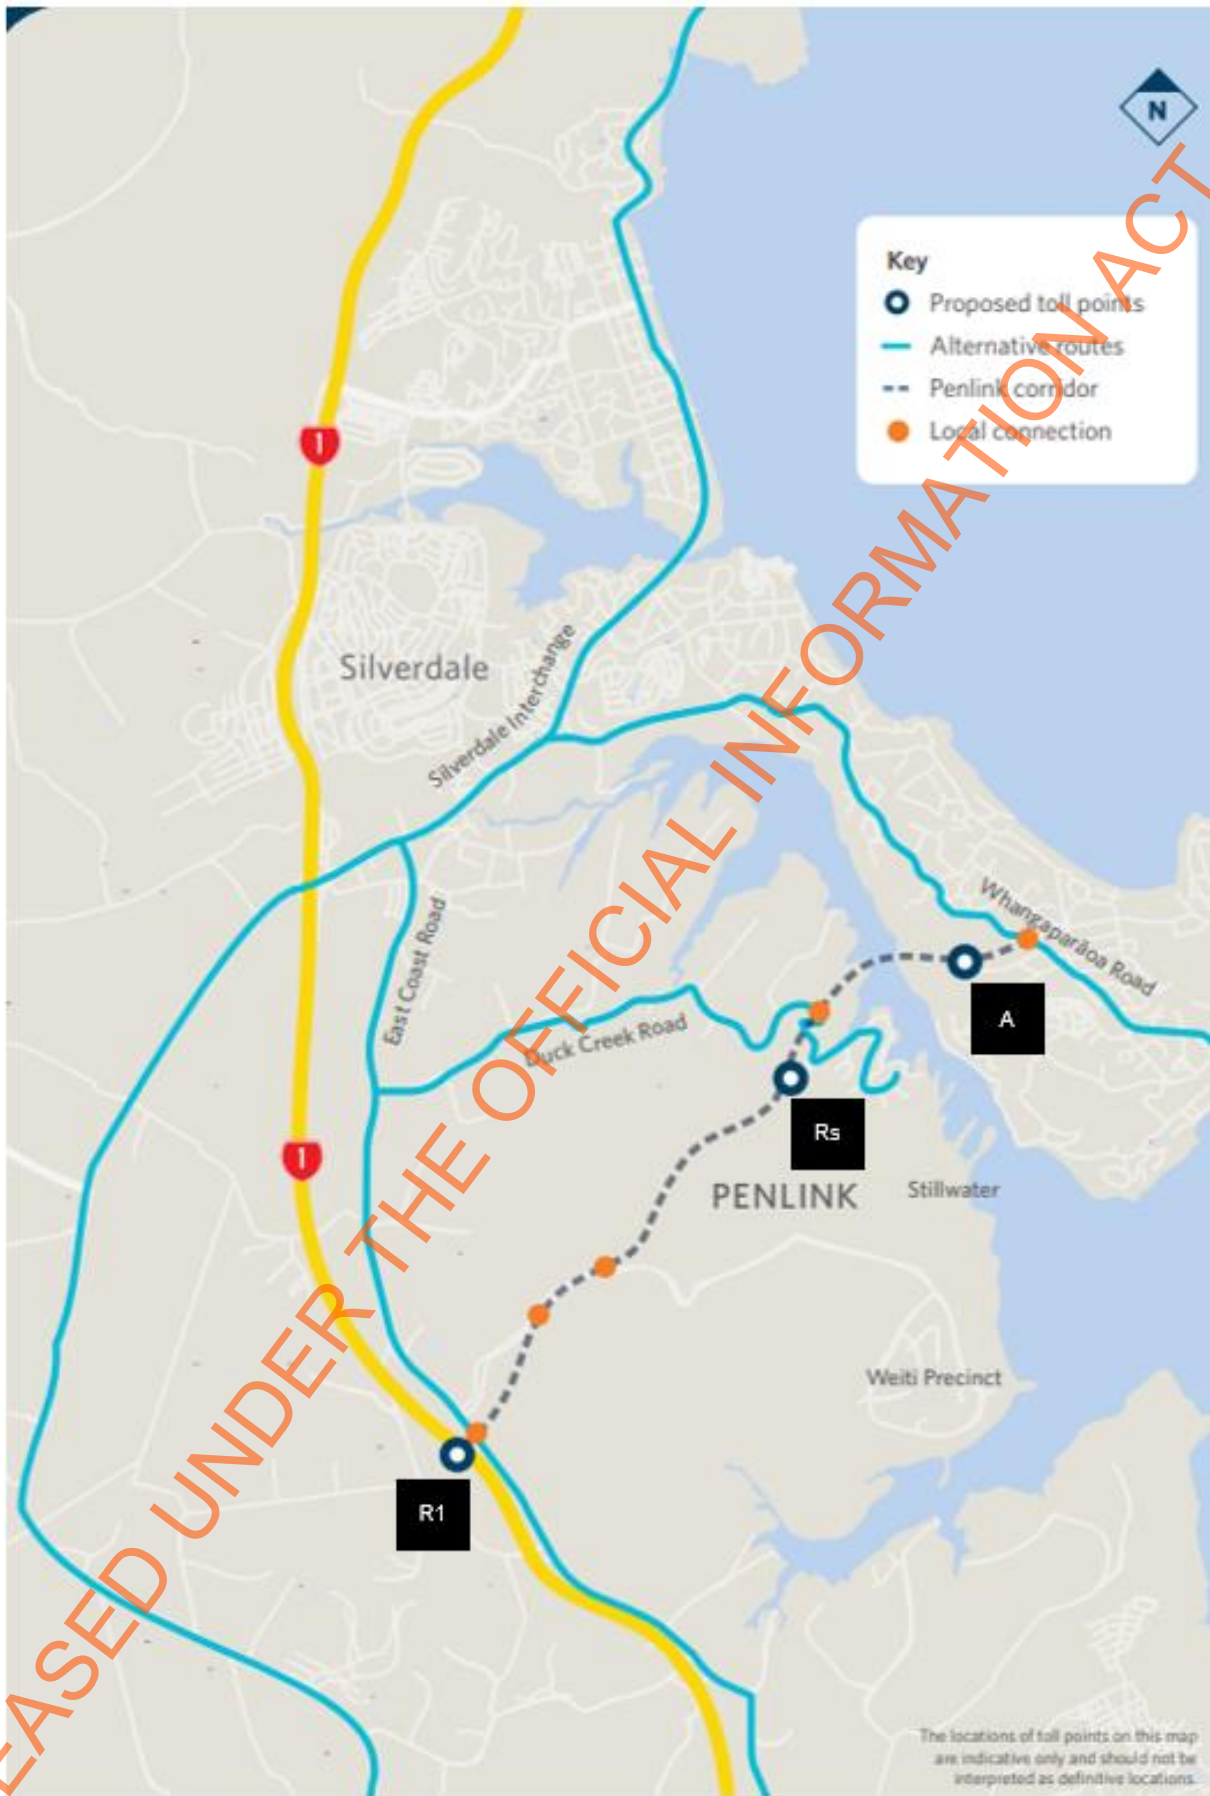 N
Key
Proposed toll points
Alternative routes
Penlink corridor
Local connection
1
Silverdale
Silverdale Interchange
Whangaparāoa Road
East Coast Road
A
Duck Creek Road
Rs
1
PENLINK
Stillwater
Weiti Precinct
R1
The locations of toll points on this map
are indicative only and should not be
interpreted as definitive locations.
EASED UNDER THE OFFICIAL INFORMATION ACT